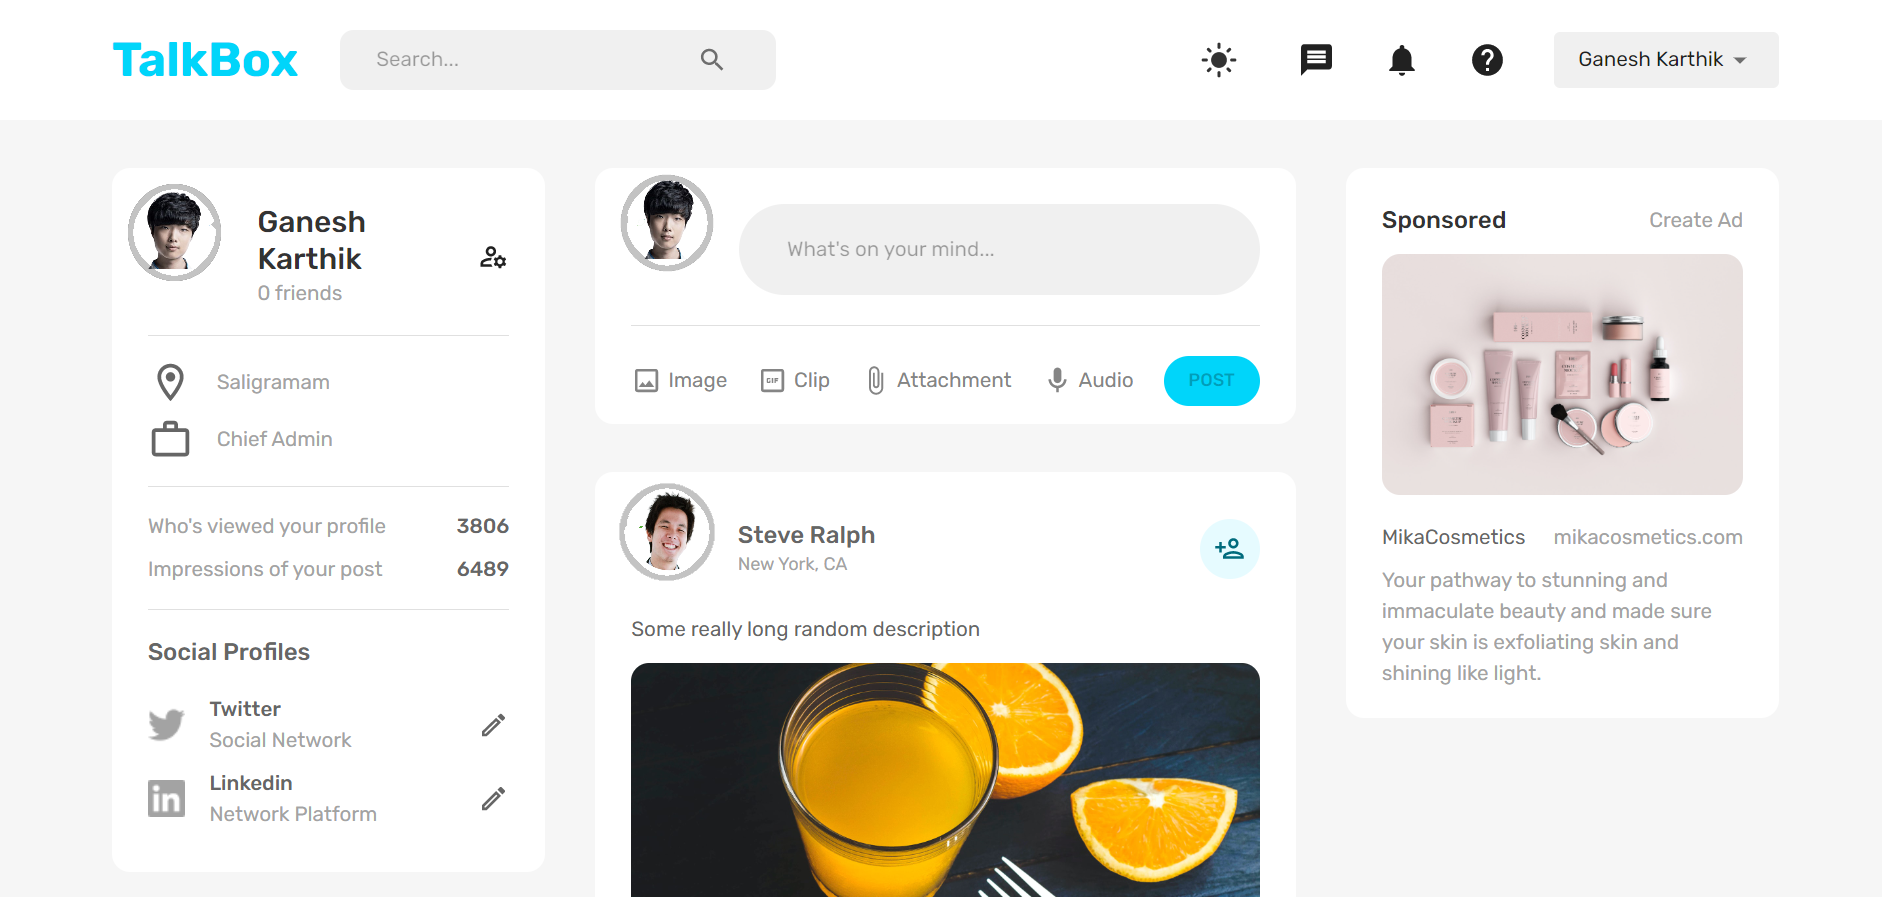 TalkBox
Search...
Ganesh Karthik
Ganesh
Karthik
0 friends
Saligramam
Chief Admin
Who's viewed your profile 3806
Impressions of your post 6489
Social Profiles
Twitter
Social Network
Linkedin
Network Platform
What's on your mind...
Image
GIF Clip
Attachment
Audio
POST
Steve Ralph
New York, CA
Some really long random description
Sponsored Create Ad
MikaCosmetics mikacosmetics.com
Your pathway to stunning and
immaculate beauty and made sure
your skin is exfoliating skin and
shining like light.